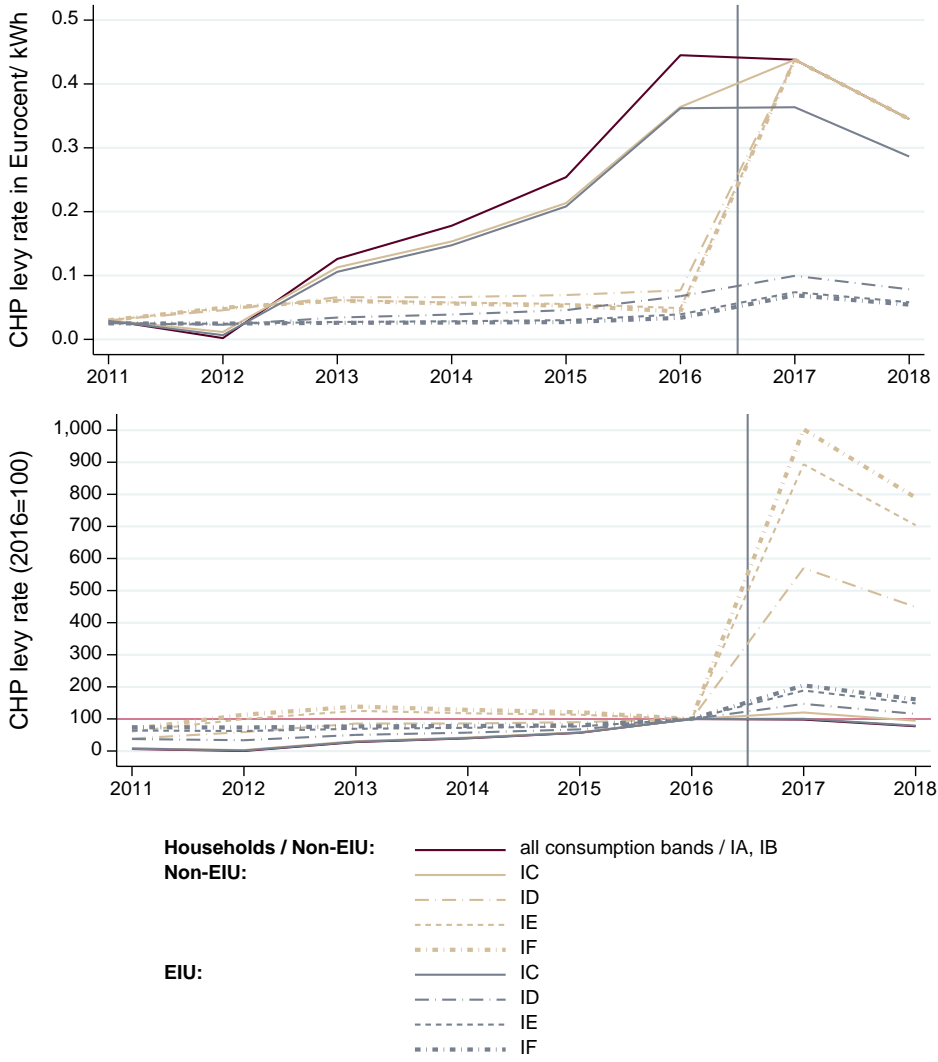 CHP levy rate in Eurocent/ kWh
0.5
0.4
0.3
0.2
0.1
0.0
2011 2012 2013 2014 2015 2016 2017 2018
CHP levy rate (2016=100)
1,000
900
800
700
600
500
400
300
200
100
0
2011 2012 2013 2014 2015 2016 2017 2018
Households / Non-EIU: all consumption bands / IA, IB
Non-EIU: IC
ID
IE
IF
EIU: IC
ID
IE
IF